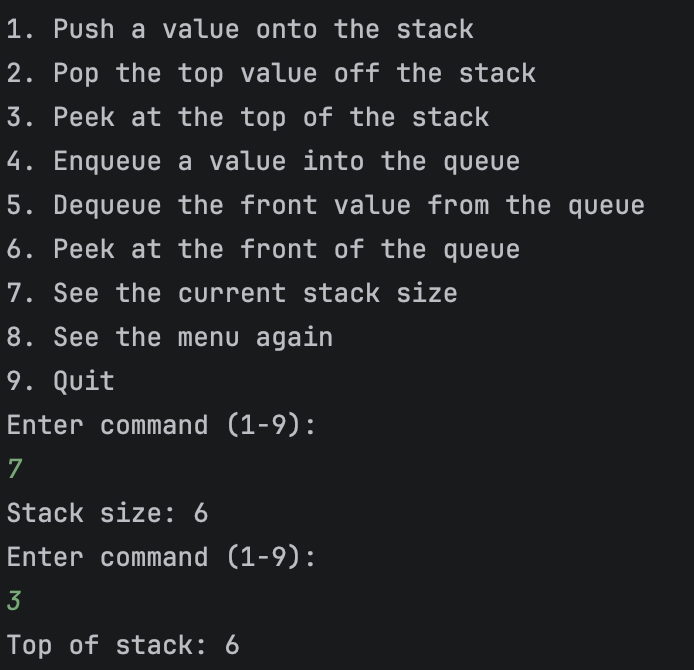 1. Push a value onto the stack
2. Pop the top value off the stack
3. Peek at the top of the stack
4. Enqueue a value into the queue
5. Dequeue the front value from the queue
6. Peek at the front of the queue
7. See the current stack size
8. See the menu again
9. Quit
Enter command (1-9):
7
Stack size: 6
Enter command (1-9):
3
Top of stack: 6